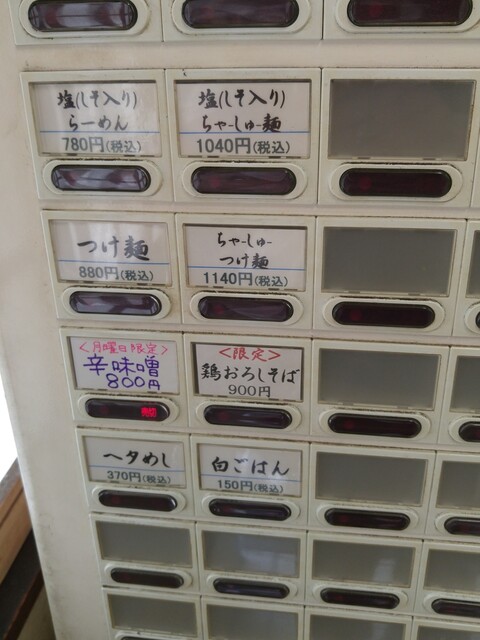 塩(しそ入り)
らーめん
780円(税込)
塩(しそ入り)
ちゃーしゅー麺
1040円(税込)
つけ麺
880円(税込)
ちゃーしゅー
つけ麺
1140円(税込)
<月曜日限定>
辛味噌
800円
売切
<限定>
鶏おろしそば
900円
ヘタめし
370円(税込)
白ごはん
150円(税込)